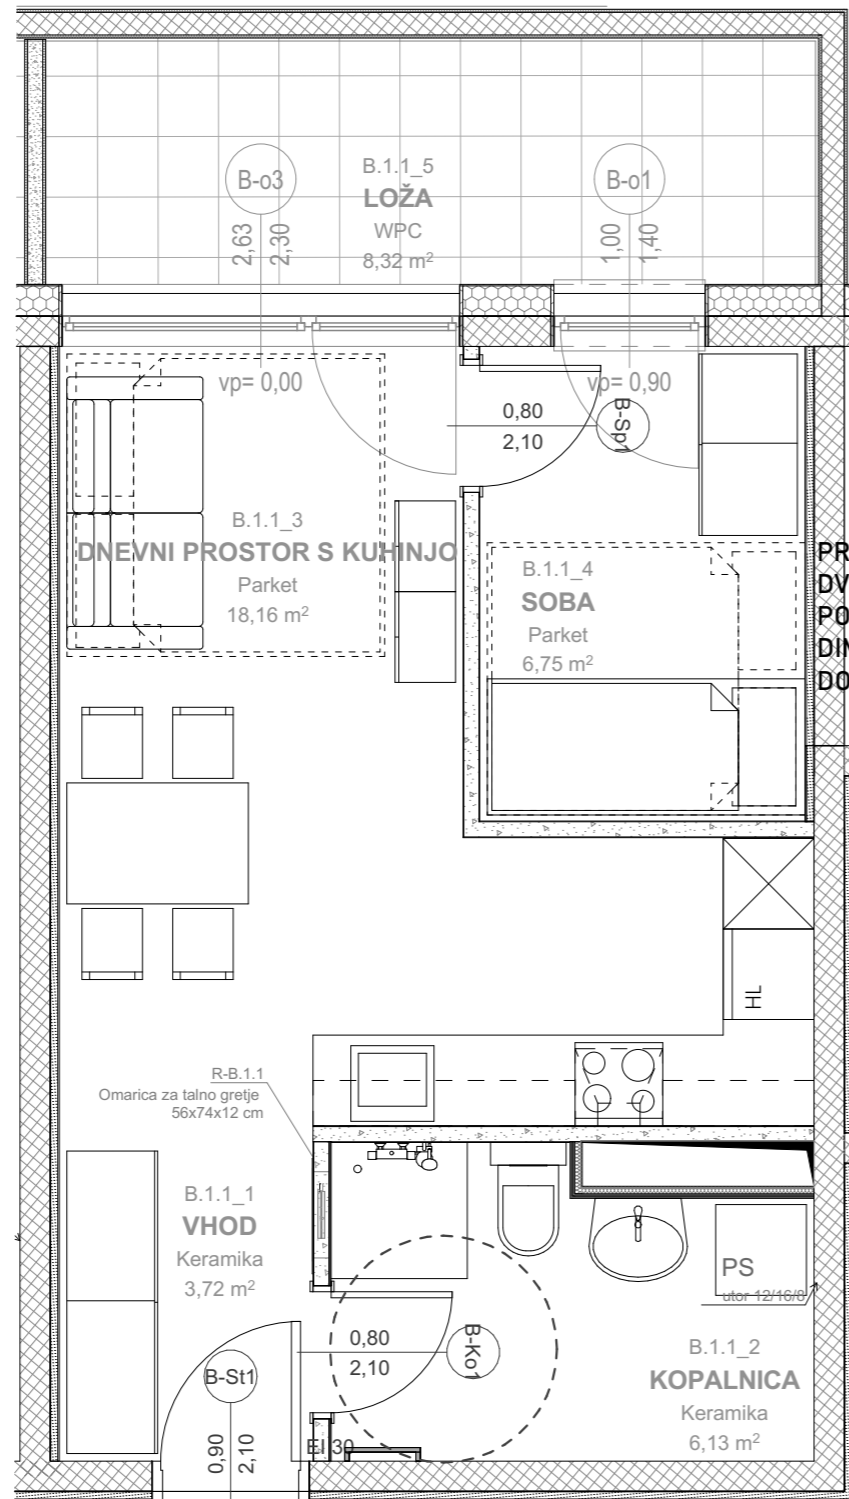 B.1.1_5
LOŽA
WPC
8,32 m²
B-o3
2,63
2,30
B-o1
1,00
1,40
vp= 0,00
vp= 0,90
0,80
2,10
B-Sp1
B.1.1_3
DNEVNI PROSTOR S KUHINJO
Parket
18,16 m²
B.1.1_4
SOBA
Parket
6,75 m²
PR
DV
PO
DIN
DO
HL
R-B.1.1
Omarica za talno gretje
56x74x12 cm
B.1.1_1
VHOD
Keramika
3,72 m²
PS
utor 12/16/8
0,80
2,10
B-Ko1
B.1.1_2
KOPALNICA
Keramika
6,13 m²
B-St1
0,90
2,10
EI 30